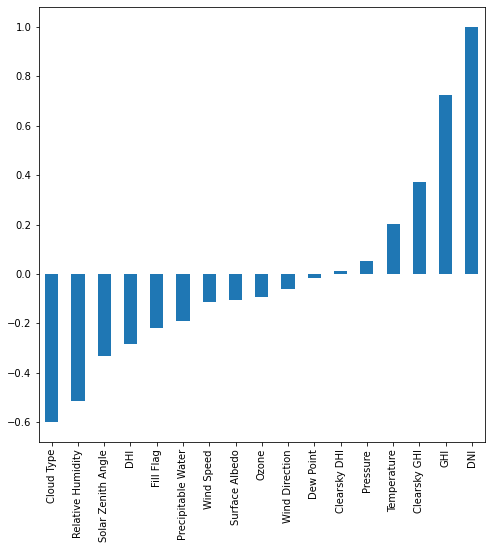 1.0
0.8
0.6
0.4
0.2
0.0
−0.2
−0.4
−0.6
Cloud Type
Relative Humidity
Solar Zenith Angle
DHI
Fill Flag
Precipitable Water
Wind Speed
Surface Albedo
Ozone
Wind Direction
Dew Point
Clearsky DHI
Pressure
Temperature
Clearsky GHI
GHI
DNI